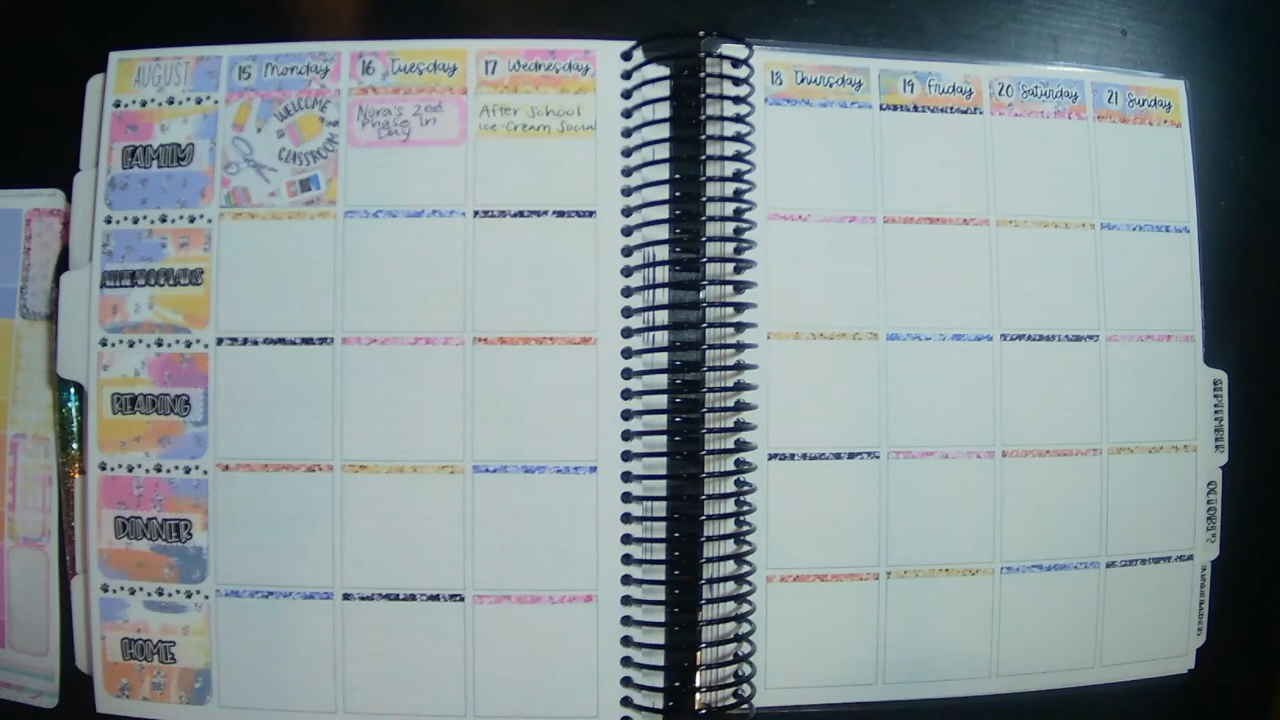 AUGUST
15 Monday
16 Tuesday
17 Wednesday
18 Thursday
19 Friday
20 Saturday
21 Sunday
FAMILY
WELCOME
CLASSROOM
Nora's 2nd
Phase In
Day
After School
Ice-Cream Social
READING
DINNER
HOME
SEPTEMBER
OCTOBER